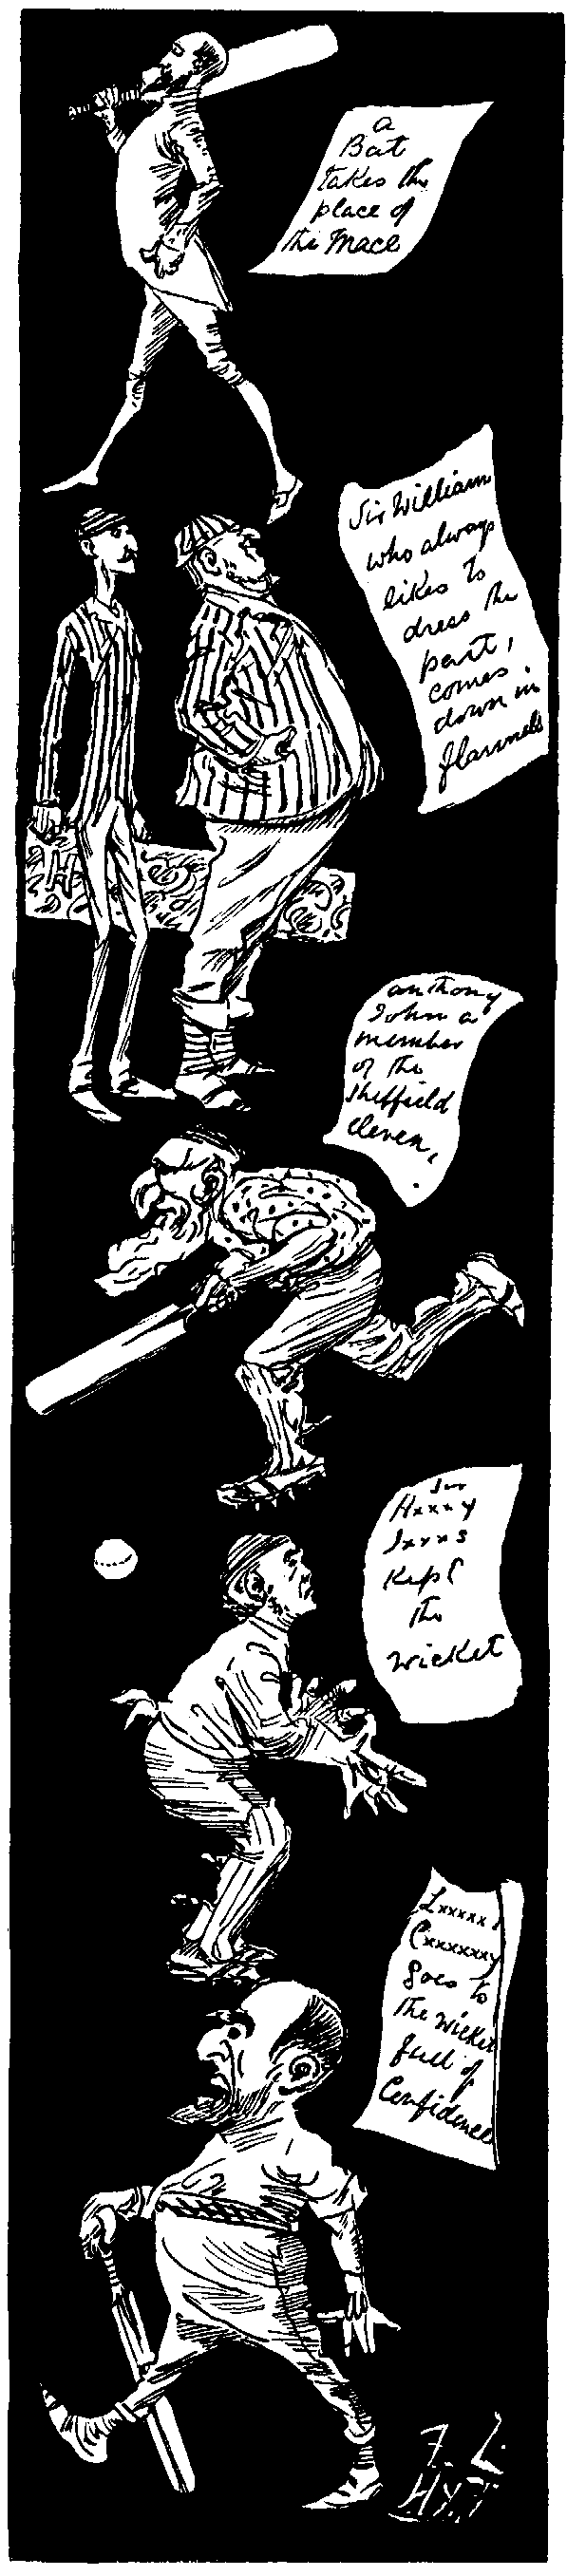 a
Bat
takes the
place of
the Mace
Sir William
who always
likes to
dress the
part,
comes
down in
flannels
anthony
John a
member
of the
Sheffield
eleven.
Sir
Hxxxy
Jxxxs
Kept
the
wicket
Lxxxxx
Cxxxxxxy
goes to
the wicket
full of
Confidence
F. C.